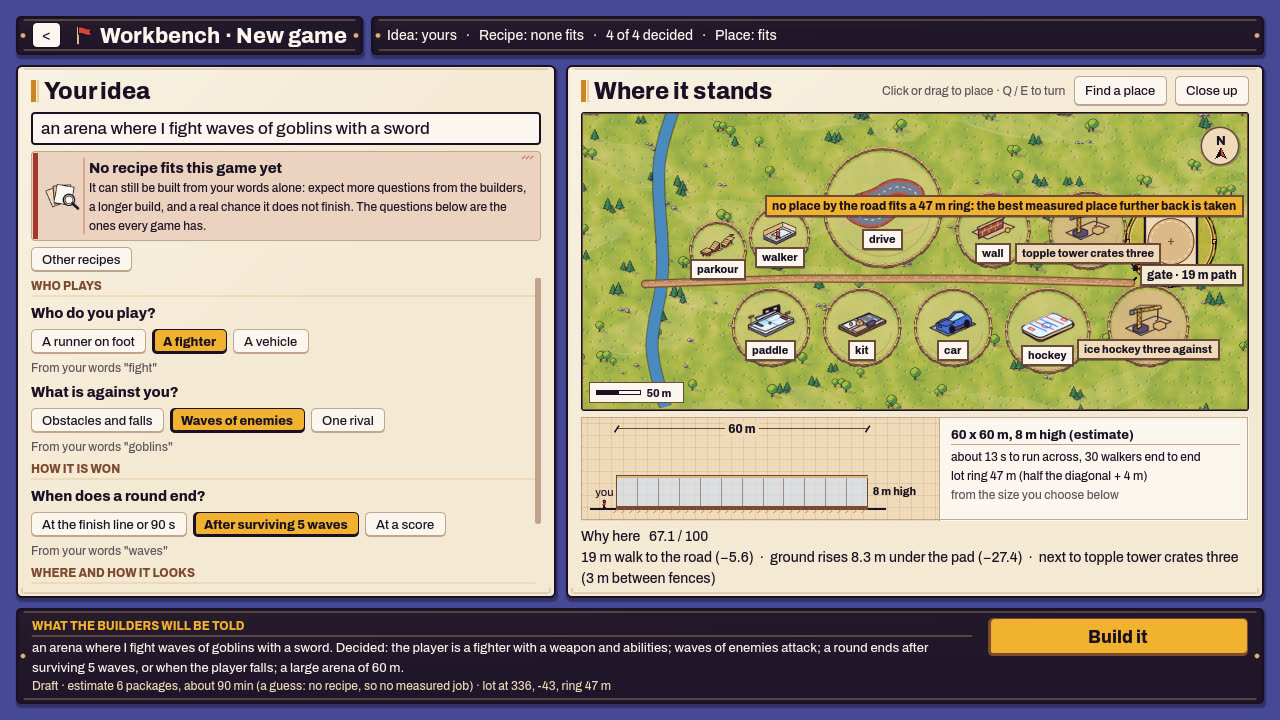 < Workbench · New game
Idea: yours · Recipe: none fits · 4 of 4 decided · Place: fits
Your idea
an arena where I fight waves of goblins with a sword
No recipe fits this game yet
It can still be built from your words alone: expect more questions from the builders,
a longer build, and a real chance it does not finish. The questions below are the
ones every game has.
Other recipes
WHO PLAYS
Who do you play?
A runner on foot A fighter A vehicle
From your words "fight"
What is against you?
Obstacles and falls Waves of enemies One rival
From your words "goblins"
HOW IT IS WON
When does a round end?
At the finish line or 90 s After surviving 5 waves At a score
From your words "waves"
WHERE AND HOW IT LOOKS
Where it stands
Click or drag to place · Q / E to turn Find a place Close up
N
no place by the road fits a 47 m ring: the best measured place further back is taken
drive
wall topple tower crates three
walker
parkour
gate · 19 m path
paddle kit car hockey ice hockey three against
50 m
60 m
you
8 m high
60 x 60 m, 8 m high (estimate)
about 13 s to run across, 30 walkers end to end
lot ring 47 m (half the diagonal + 4 m)
from the size you choose below
Why here 67.1 / 100
19 m walk to the road (−5.6) · ground rises 8.3 m under the pad (−27.4) · next to topple tower crates three
(3 m between fences)
WHAT THE BUILDERS WILL BE TOLD
an arena where I fight waves of goblins with a sword. Decided: the player is a fighter with a weapon and abilities; waves of enemies attack; a round ends after
surviving 5 waves, or when the player falls; a large arena of 60 m.
Draft · estimate 6 packages, about 90 min (a guess: no recipe, so no measured job) · lot at 336, -43, ring 47 m
Build it